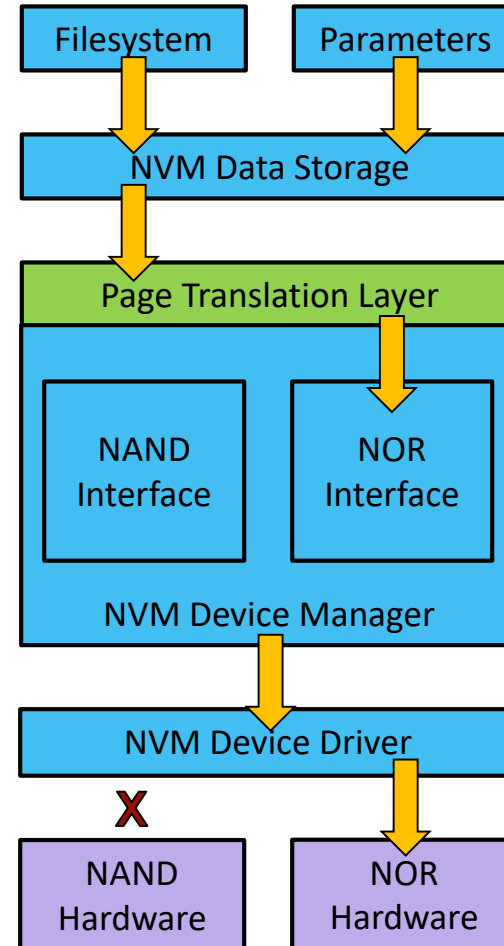 Filesystem
Parameters
NVM Data Storage
Page Translation Layer
NAND
Interface
NOR
Interface
NVM Device Manager
NVM Device Driver
X
NAND
Hardware
NOR
Hardware